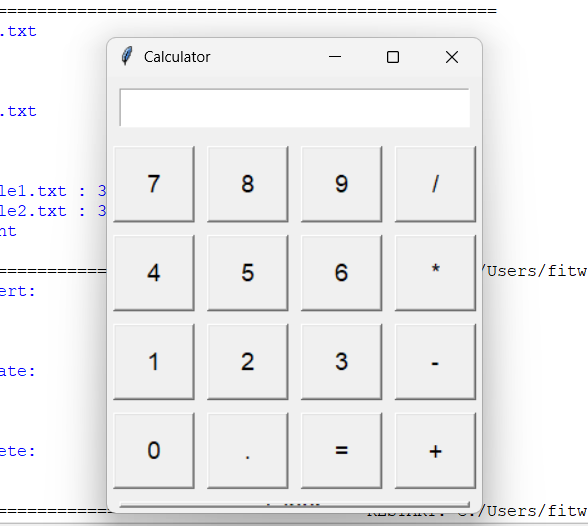 ================================================
.txt
Calculator
.txt
7 8 9 /
le1.txt : 3
le2.txt : 3
nt
4 5 6 *
=========== /Users/fitw
ert:
1 2 3 -
ate:
0 . = +
ete:
=================================== RESTART: C:/Users/fitw